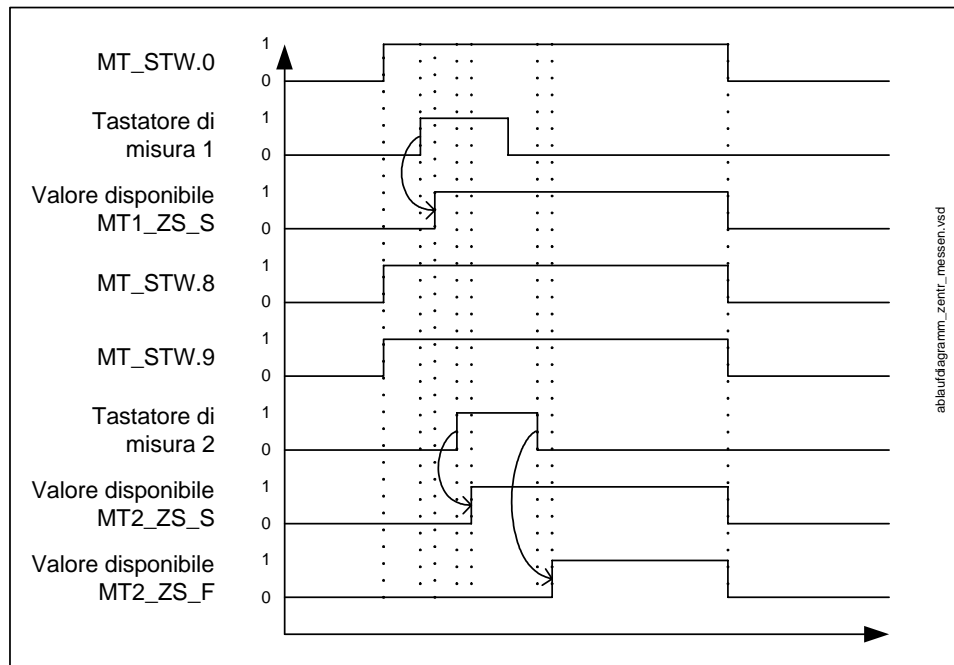 MT_STW.0
1
0
Tastatore di
misura 1
1
0
Valore disponibile
MT1_ZS_S
1
0
MT_STW.8
1
0
MT_STW.9
1
0
Tastatore di
misura 2
1
0
Valore disponibile
MT2_ZS_S
1
0
Valore disponibile
MT2_ZS_F
1
0
ablaufdiagramm_zentr_messen.vsd